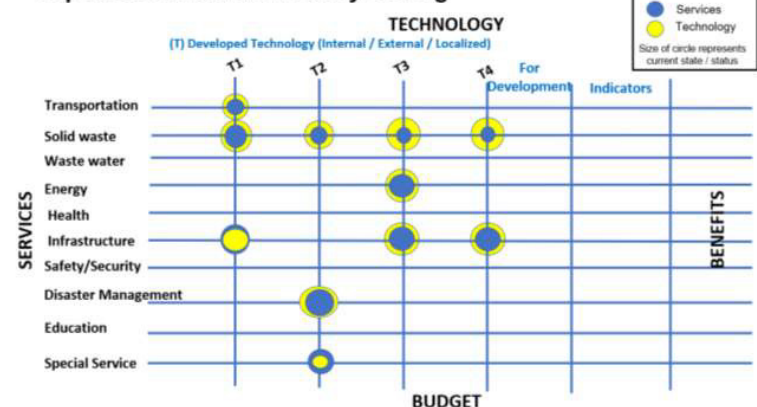 Services
Technology
Size of circle represents
current state / status
TECHNOLOGY
(T) Developed Technology (Internal / External / Localized)
T1
T2
T3
T4
For
Development
Indicators
Transportation
Solid waste
Waste water
Energy
Health
Infrastructure
Safety/Security
Disaster Management
Education
Special Service
SERVICES
BENEFITS
BUDGET